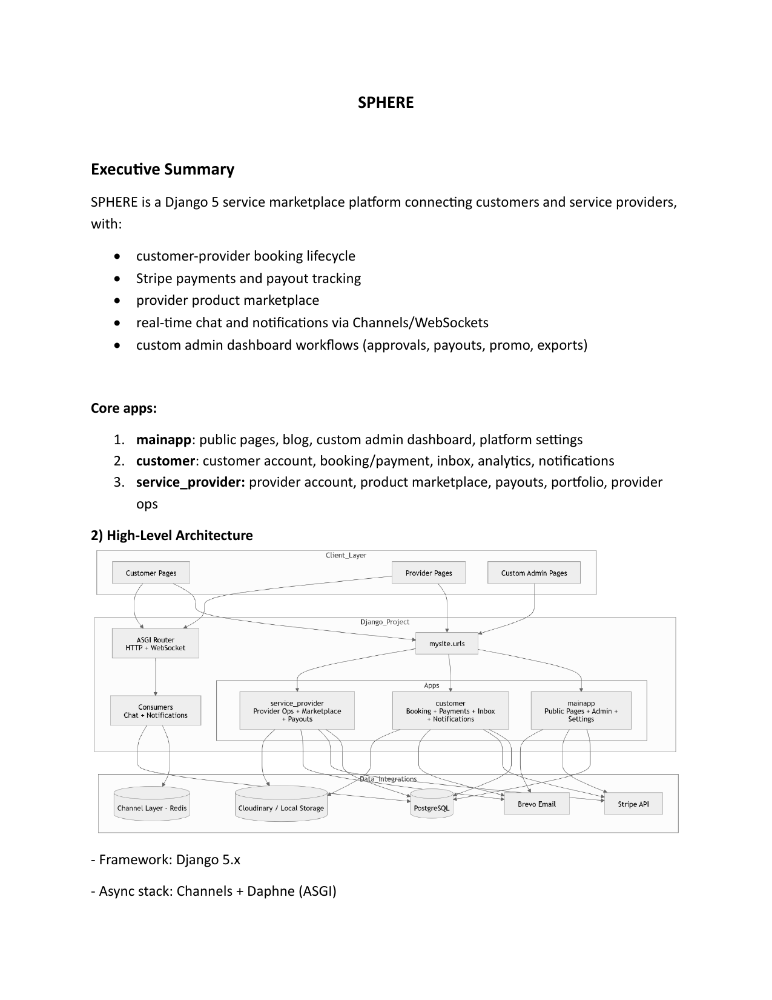 SPHERE
Executive Summary
SPHERE is a Django 5 service marketplace platform connecting customers and service providers,
with:
• customer-provider booking lifecycle
• Stripe payments and payout tracking
• provider product marketplace
• real-time chat and notifications via Channels/WebSockets
• custom admin dashboard workflows (approvals, payouts, promo, exports)
Core apps:
1. mainapp: public pages, blog, custom admin dashboard, platform settings
2. customer: customer account, booking/payment, inbox, analytics, notifications
3. service_provider: provider account, product marketplace, payouts, portfolio, provider
ops
2) High-Level Architecture
Client_Layer
Customer Pages
Provider Pages
Custom Admin Pages
Django_Project
ASGI Router
HTTP + WebSocket
mysite.urls
Apps
Consumers
Chat + Notifications
service_provider
Provider Ops + Marketplace
+ Payouts
customer
Booking + Payments + Inbox
+ Notifications
mainapp
Public Pages + Admin +
Settings
Data_Integrations
Channel Layer - Redis
Cloudinary / Local Storage
PostgreSQL
Brevo Email
Stripe API
- Framework: Django 5.x
- Async stack: Channels + Daphne (ASGI)